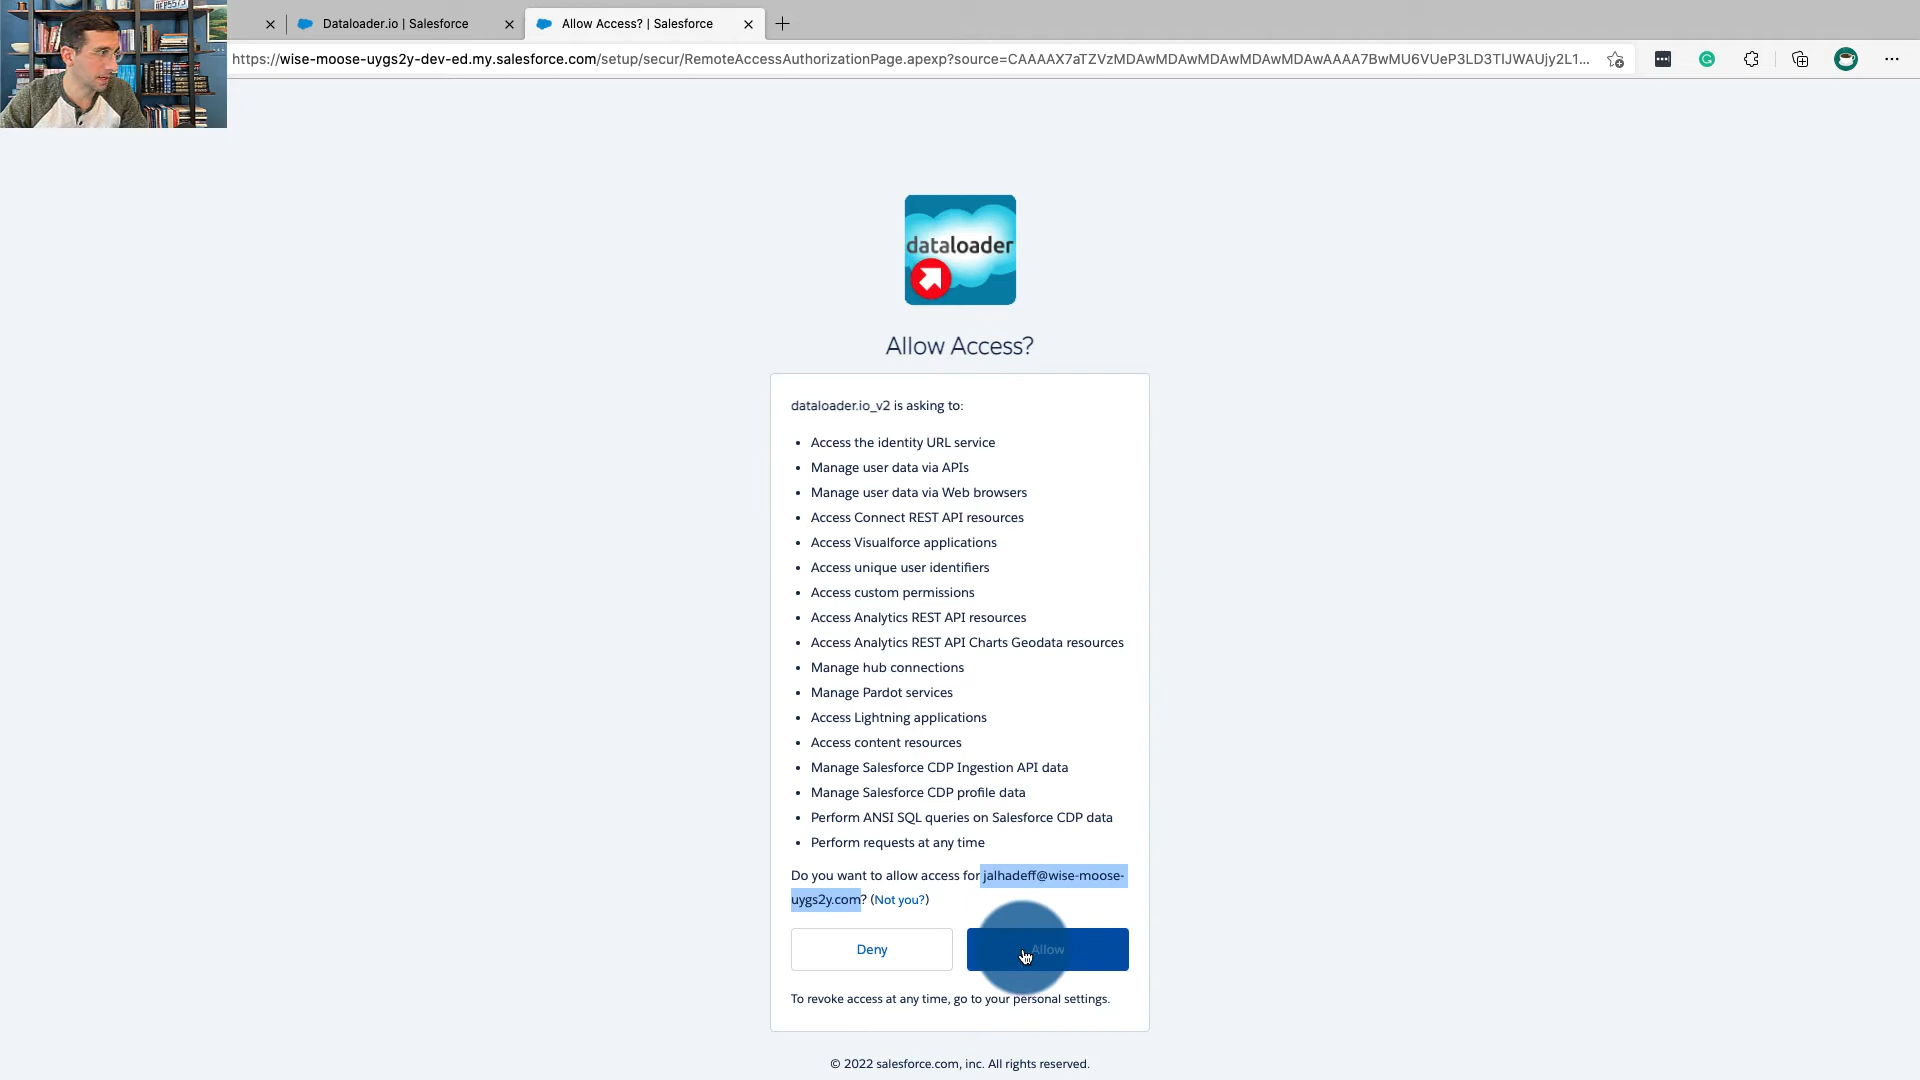 Dataloader.io | Salesforce
Allow Access? | Salesforce
https://wise-moose-uygs2y-dev-ed.my.salesforce.com/setup/secur/RemoteAccessAuthorizationPage.apexp?source=CAAAAX7aTZVzMDAwMDAwMDAwMDAwMDAwAAAA7BwMU6VUeP3LD3TlJWAUjy2L1...
dataloader
Allow Access?
dataloader.io_v2 is asking to:
• Access the identity URL service
• Manage user data via APIs
• Manage user data via Web browsers
• Access Connect REST API resources
• Access Visualforce applications
• Access unique user identifiers
• Access custom permissions
• Access Analytics REST API resources
• Access Analytics REST API Charts Geodata resources
• Manage hub connections
• Manage Pardot services
• Access Lightning applications
• Access content resources
• Manage Salesforce CDP Ingestion API data
• Manage Salesforce CDP profile data
• Perform ANSI SQL queries on Salesforce CDP data
• Perform requests at any time
Do you want to allow access for jalhadeff@wise-moose-
uygs2y.com? (Not you?)
Deny
Allow
To revoke access at any time, go to your personal settings.
© 2022 salesforce.com, inc. All rights reserved.